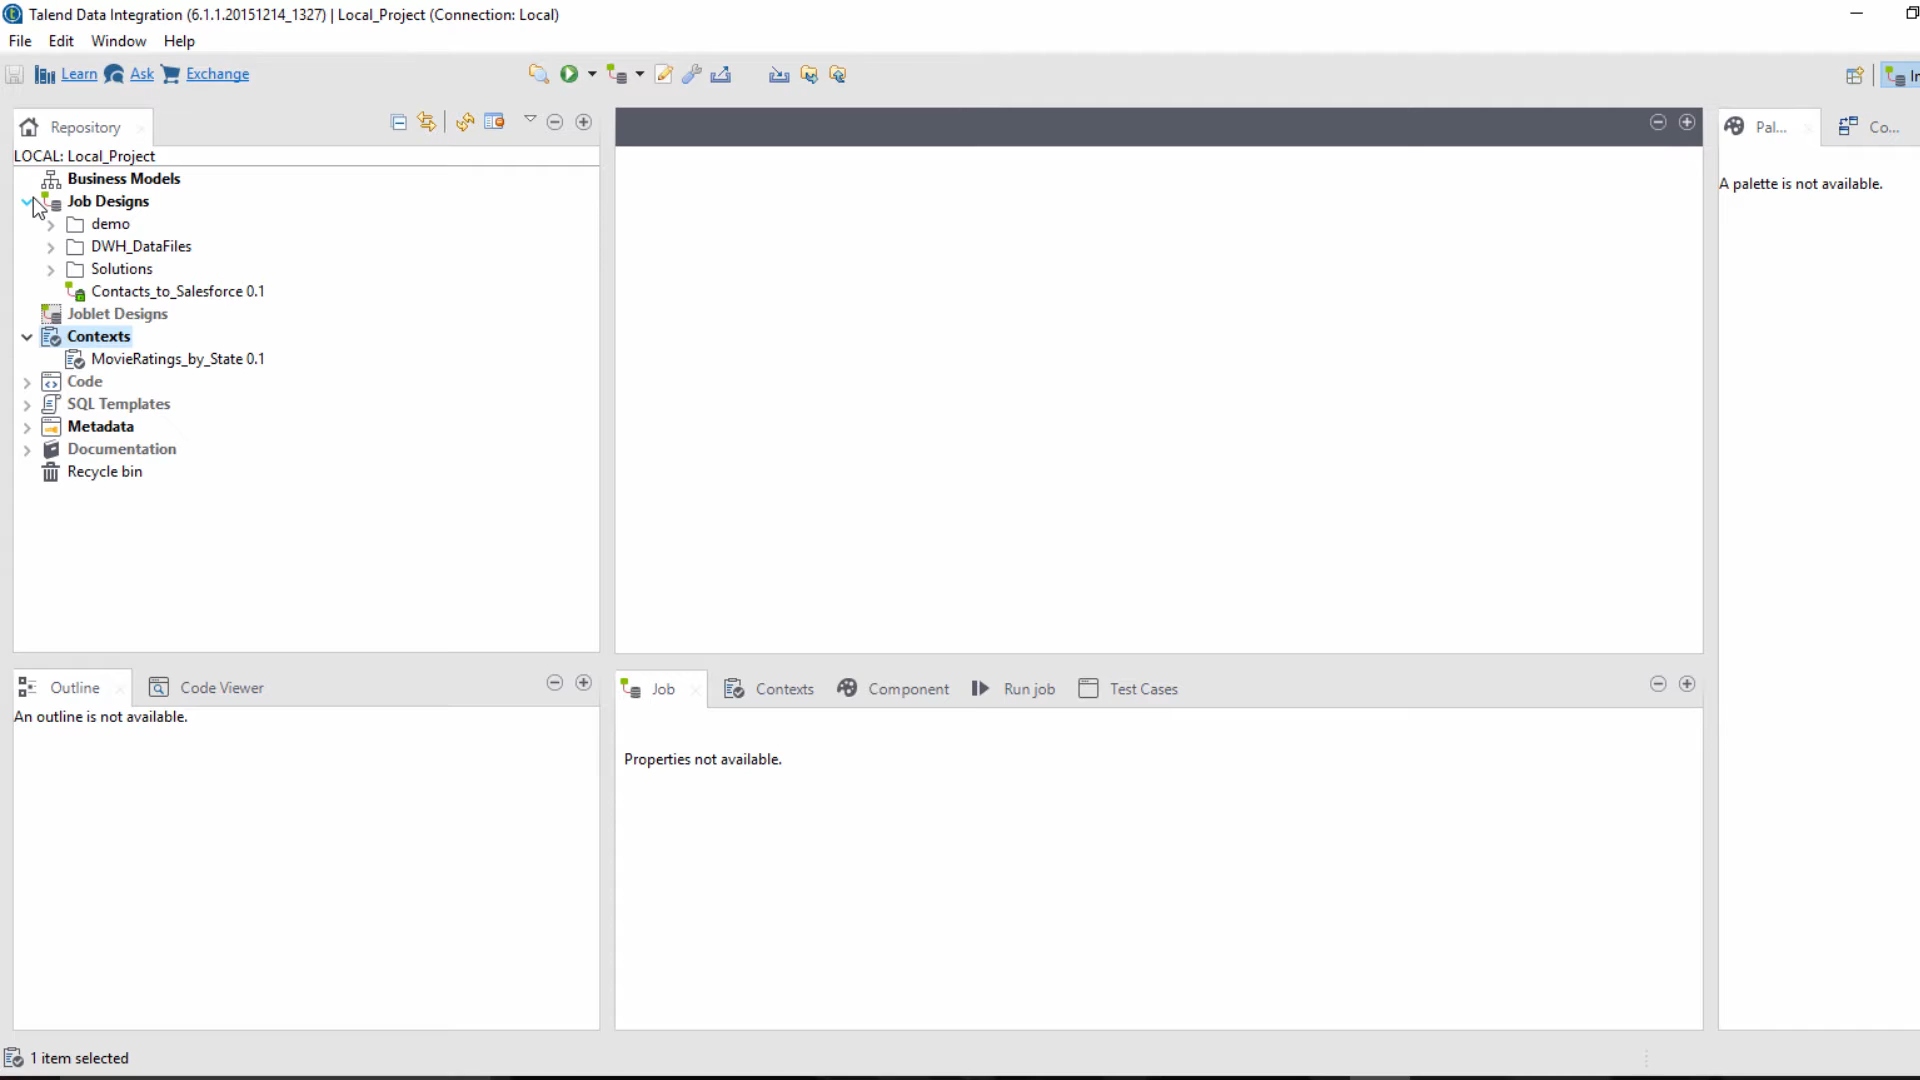 Talend Data Integration (6.1.1.20151214_1327) | Local_Project (Connection: Local)
File Edit Window Help
Learn Ask Exchange
Repository
LOCAL: Local_Project
Business Models
Job Designs
demo
DWH_DataFiles
Solutions
Contacts_to_Salesforce 0.1
Joblet Designs
Contexts
MovieRatings_by_State 0.1
Code
SQL Templates
Metadata
Documentation
Recycle bin
Pal... Co...
A palette is not available.
Outline Code Viewer
An outline is not available.
Job Contexts Component Run job Test Cases
Properties not available.
1 item selected